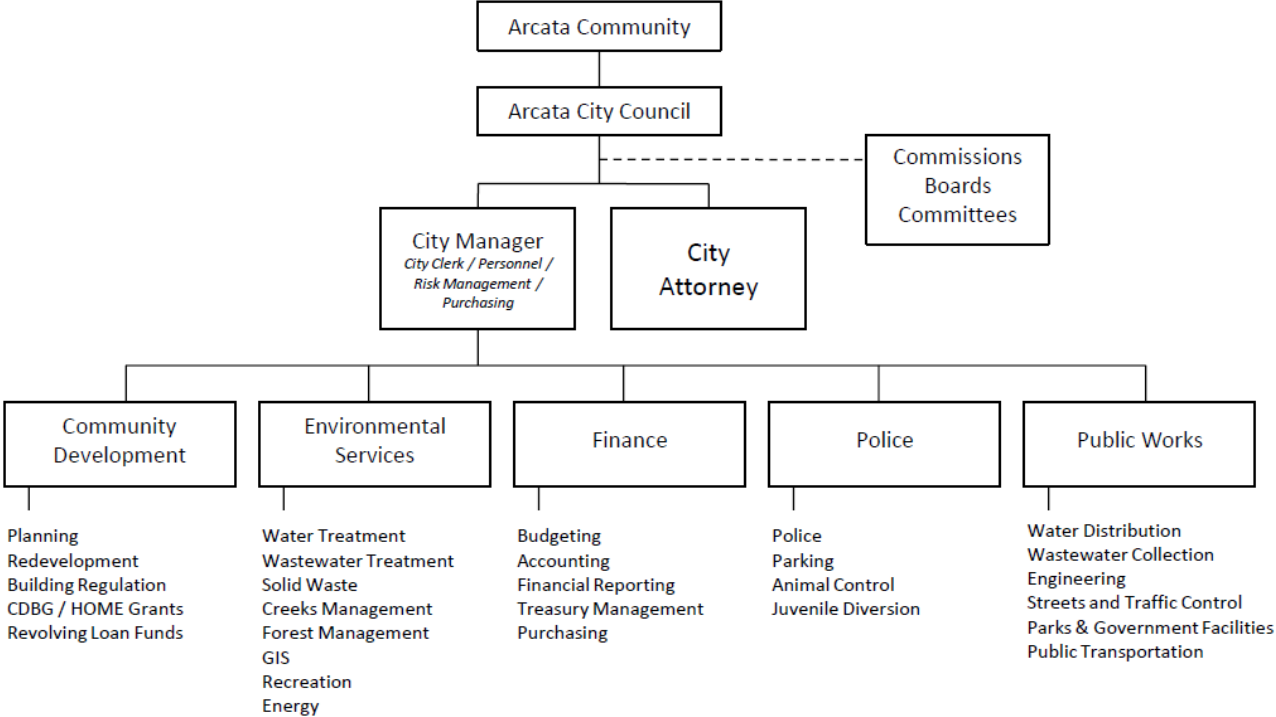 Arcata Community
Arcata City Council
Commissions
Boards
Committees
City Manager
City Clerk / Personnel /
Risk Management /
Purchasing
City
Attorney
Community
Development
Environmental
Services
Finance
Police
Public Works
Planning
Redevelopment
Building Regulation
CDBG / HOME Grants
Revolving Loan Funds
Water Treatment
Wastewater Treatment
Solid Waste
Creeks Management
Forest Management
GIS
Recreation
Energy
Budgeting
Accounting
Financial Reporting
Treasury Management
Purchasing
Police
Parking
Animal Control
Juvenile Diversion
Water Distribution
Wastewater Collection
Engineering
Streets and Traffic Control
Parks & Government Facilities
Public Transportation